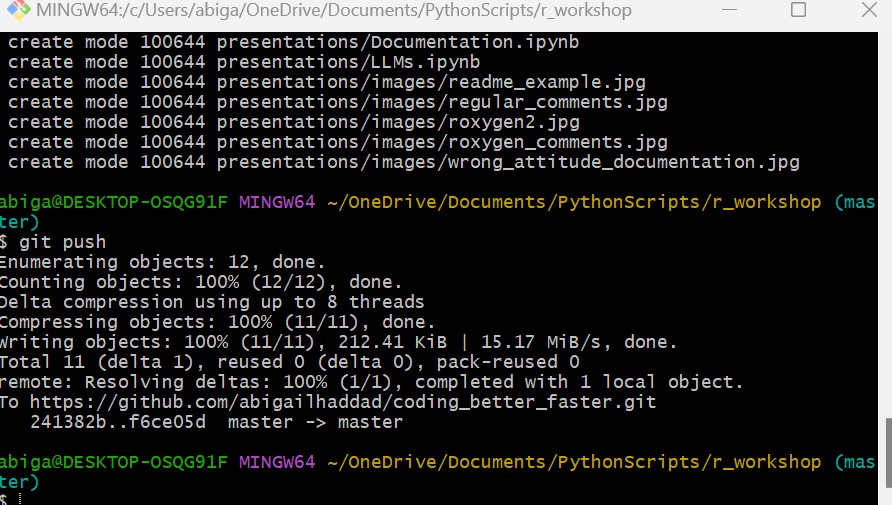 MINGW64:/c/Users/abiga/OneDrive/Documents/PythonScripts/r_workshop
create mode 100644 presentations/Documentation.ipynb
create mode 100644 presentations/LLMs.ipynb
create mode 100644 presentations/images/readme_example.jpg
create mode 100644 presentations/images/regular_comments.jpg
create mode 100644 presentations/images/roxygen2.jpg
create mode 100644 presentations/images/roxygen_comments.jpg
create mode 100644 presentations/images/wrong_attitude_documentation.jpg
abiga@DESKTOP-OSQG91F MINGW64 ~/OneDrive/Documents/PythonScripts/r_workshop (mas
ter)
$ git push
Enumerating objects: 12, done.
Counting objects: 100% (12/12), done.
Delta compression using up to 8 threads
Compressing objects: 100% (11/11), done.
Writing objects: 100% (11/11), 212.41 KiB | 15.17 MiB/s, done.
Total 11 (delta 1), reused 0 (delta 0), pack-reused 0
remote: Resolving deltas: 100% (1/1), completed with 1 local object.
To https://github.com/abigailhaddad/coding_better_faster.git
241382b..f6ce05d  master -> master
abiga@DESKTOP-OSQG91F MINGW64 ~/OneDrive/Documents/PythonScripts/r_workshop (mas
ter)
$